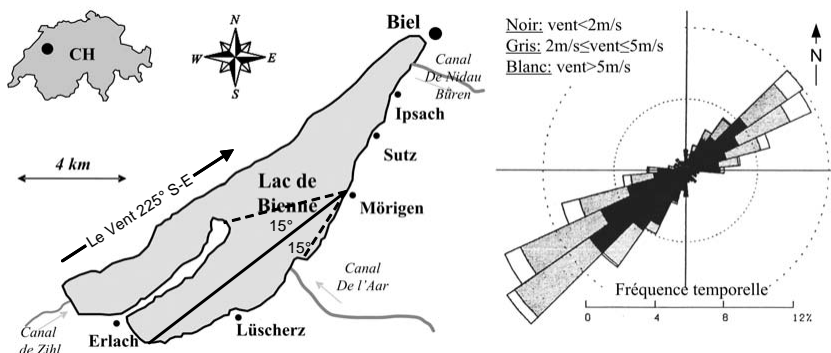 CH
N
W
E
S
4 km
Le Vent 225° S-E
Biel
Canal
De Nidau
Büren
Ipsach
Sutz
Lac de
Bienne
Mörigen
15°
15°
Canal
De l'Aar
Lüscherz
Erlach
Canal
de Zihl
Noir: vent<2m/s
Gris: 2m/s≤vent≤5m/s
Blanc: vent>5m/s
N
Fréquence temporelle
0
4
8
12%